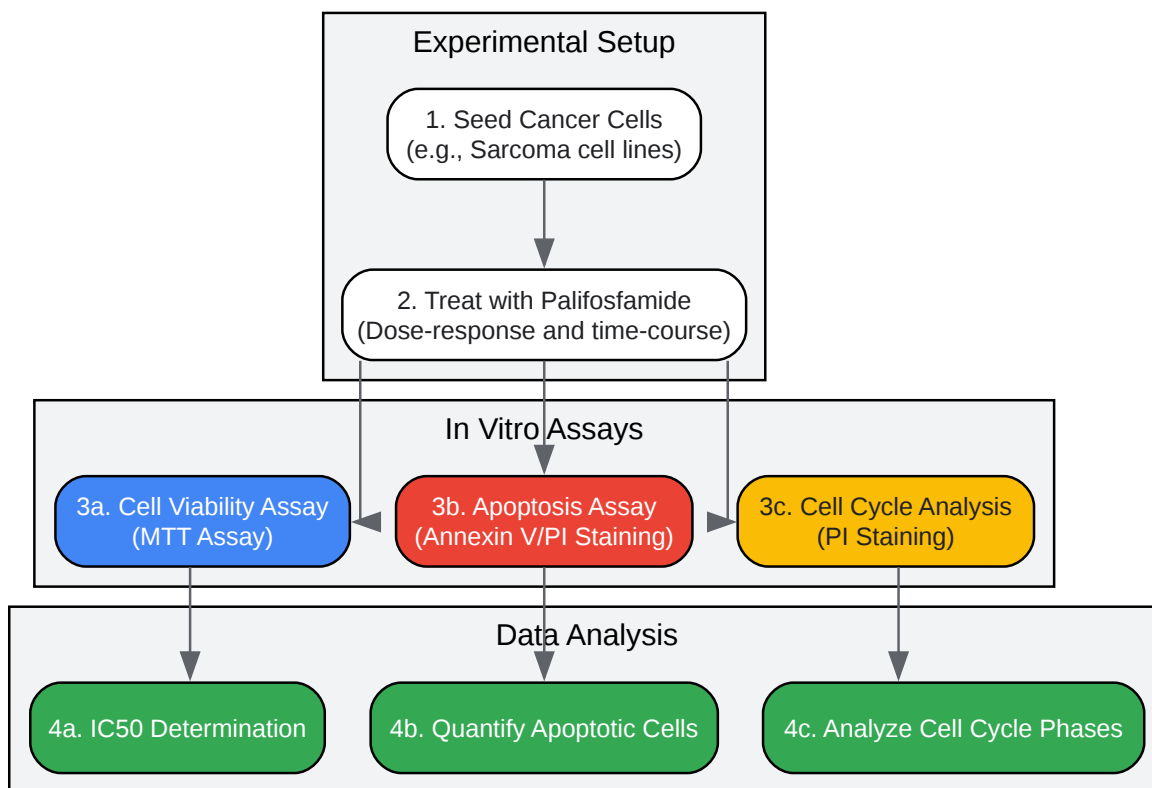 Experimental Setup
1. Seed Cancer Cells
(e.g., Sarcoma cell lines)
2. Treat with Palifosfamide
(Dose-response and time-course)
In Vitro Assays
3a. Cell Viability Assay
(MTT Assay)
3b. Apoptosis Assay
(Annexin V/PI Staining)
3c. Cell Cycle Analysis
(PI Staining)
Data Analysis
4a. IC50 Determination
4b. Quantify Apoptotic Cells
4c. Analyze Cell Cycle Phases